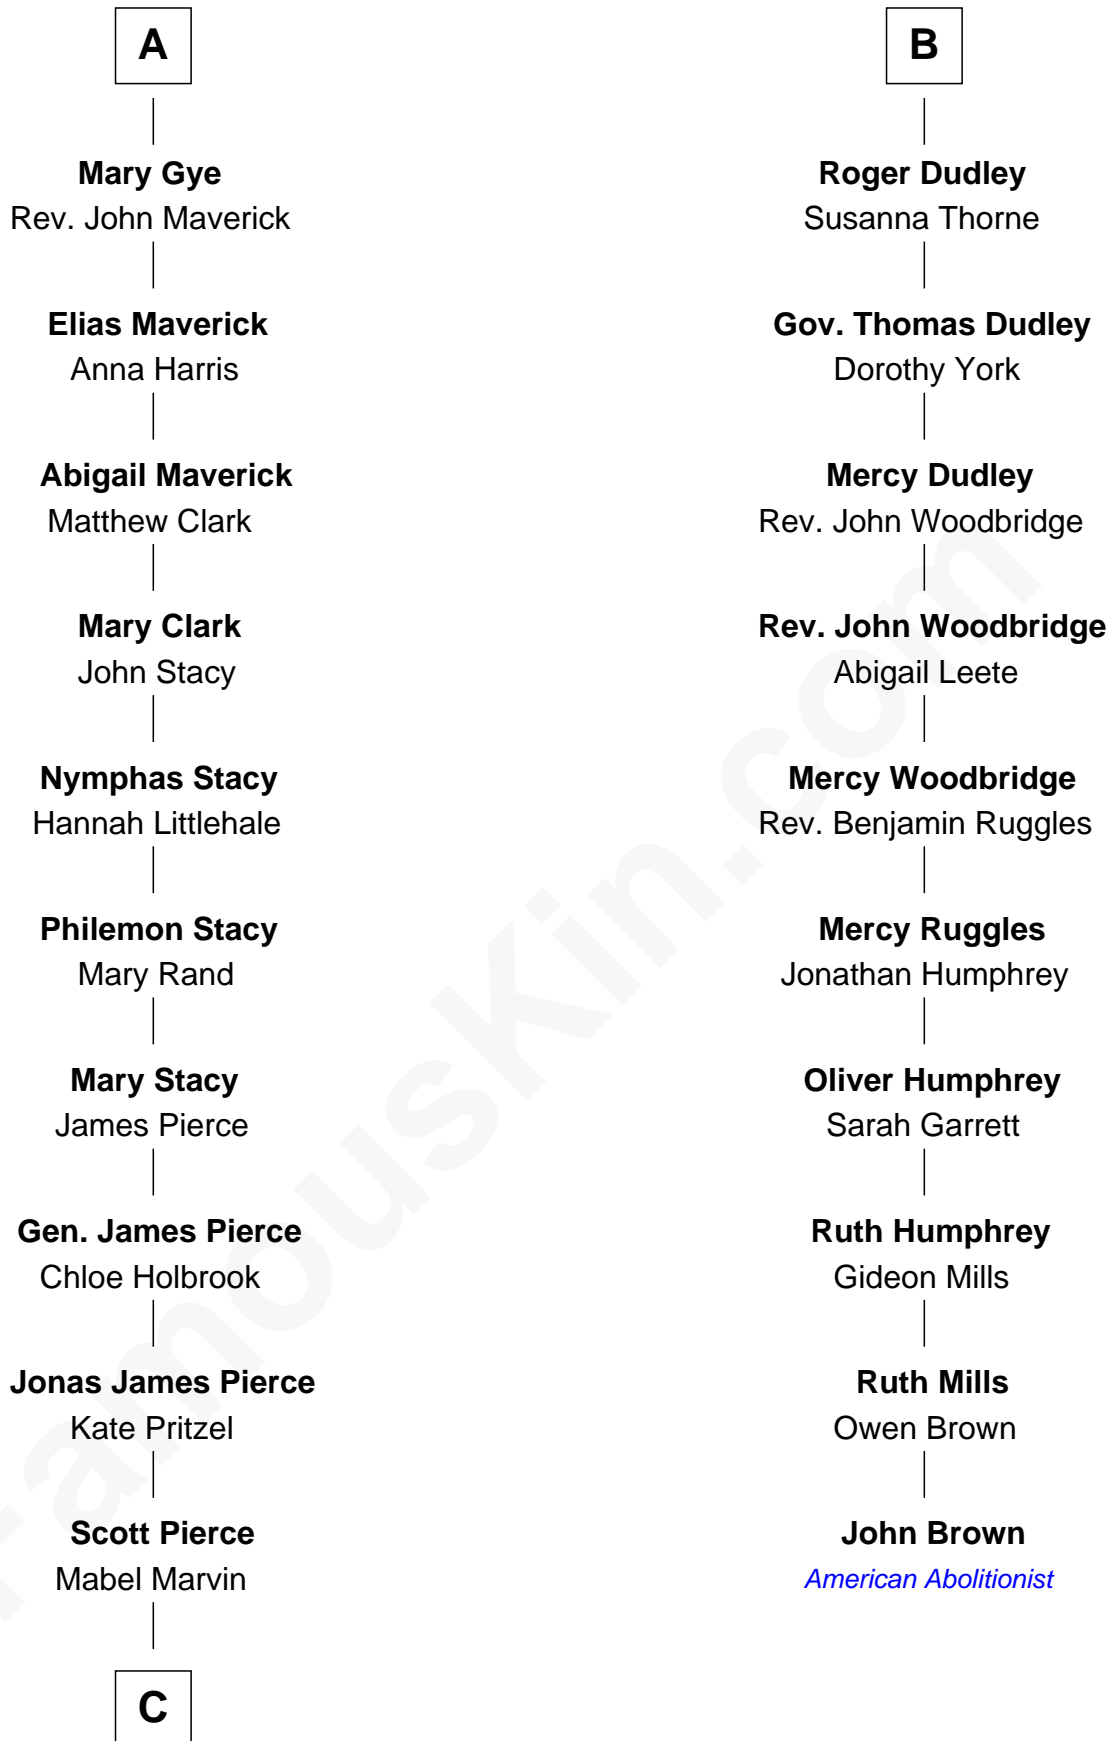 A
Mary Gye
Rev. John Maverick
Elias Maverick
Anna Harris
Abigail Maverick
Matthew Clark
Mary Clark
John Stacy
Nymphas Stacy
Hannah Littlehale
Philemon Stacy
Mary Rand
Mary Stacy
James Pierce
Gen. James Pierce
Chloe Holbrook
Jonas James Pierce
Kate Pritzel
Scott Pierce
Mabel Marvin
C
B
Roger Dudley
Susanna Thorne
Gov. Thomas Dudley
Dorothy York
Mercy Dudley
Rev. John Woodbridge
Rev. John Woodbridge
Abigail Leete
Mercy Woodbridge
Rev. Benjamin Ruggles
Mercy Ruggles
Jonathan Humphrey
Oliver Humphrey
Sarah Garrett
Ruth Humphrey
Gideon Mills
Ruth Mills
Owen Brown
John Brown
American Abolitionist
FamousKin.com